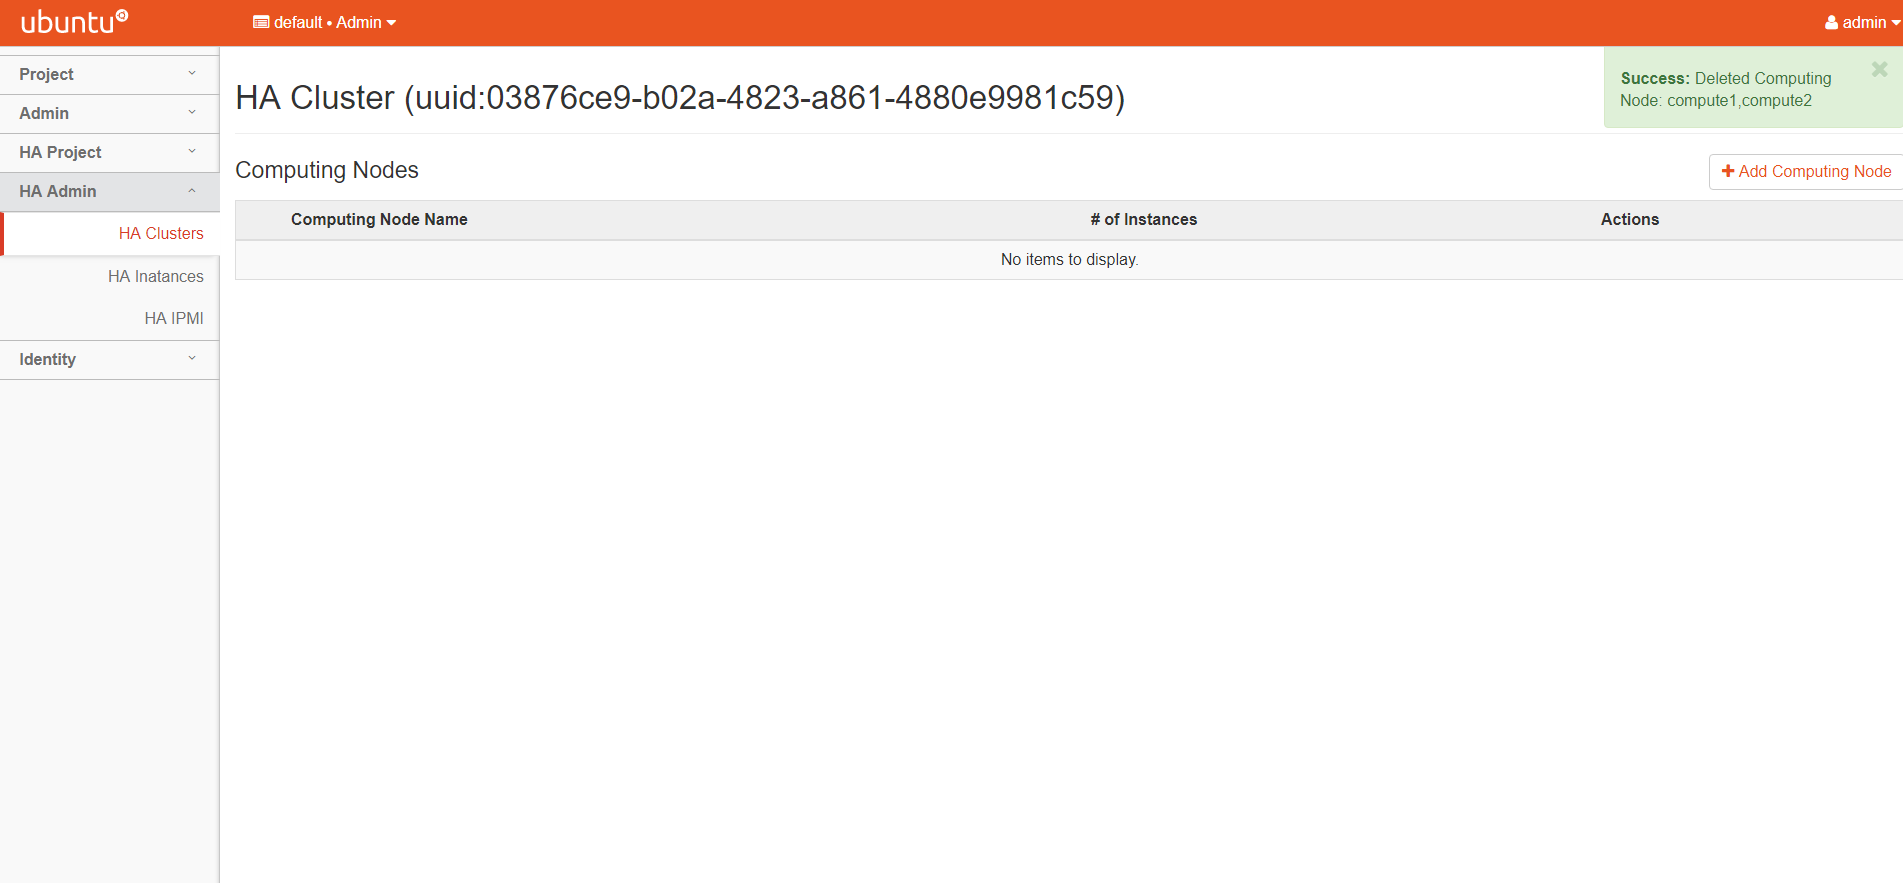 ubuntu
default • Admin
admin
Project
Admin
HA Project
HA Admin
HA Clusters
HA Inatances
HA IPMI
Identity
HA Cluster (uuid:03876ce9-b02a-4823-a861-4880e9981c59)
Success: Deleted Computing
Node: compute1,compute2
Computing Nodes
Add Computing Node
Computing Node Name # of Instances Actions
No items to display.